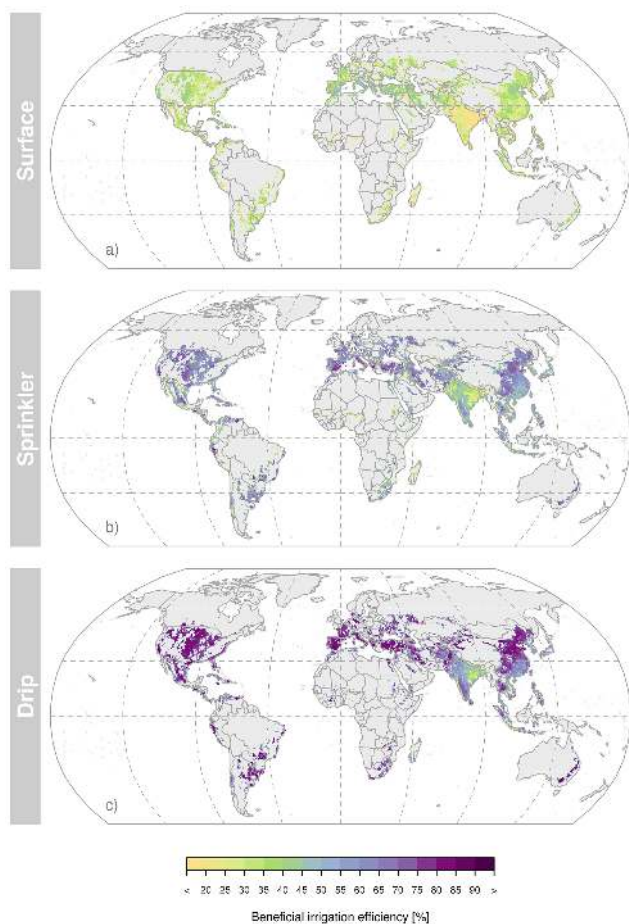 Surface
a)
Sprinkler
b)
Drip
c)
< 20 30 35 40 45 50 55 60 65 70 75 80 85 90 >
Beneficial irrigation efficiency [%]